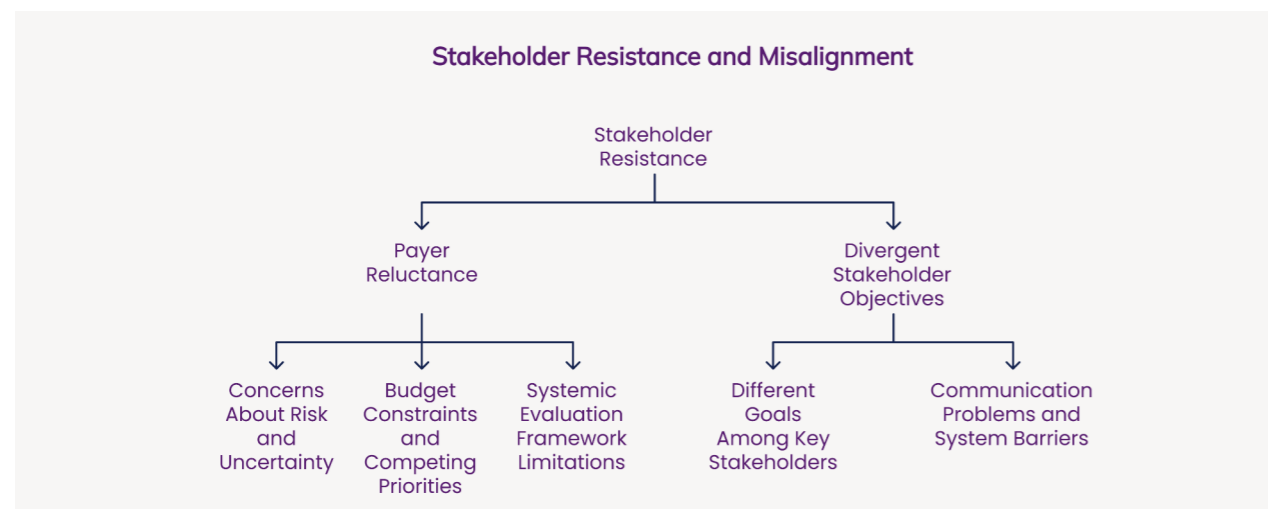 Stakeholder Resistance and Misalignment
Stakeholder
Resistance
Payer
Reluctance
Divergent
Stakeholder
Objectives
Concerns
About Risk
and
Uncertainty
Budget
Constraints
and
Competing
Priorities
Systemic
Evaluation
Framework
Limitations
Different
Goals
Among Key
Stakeholders
Communication
Problems and
System Barriers